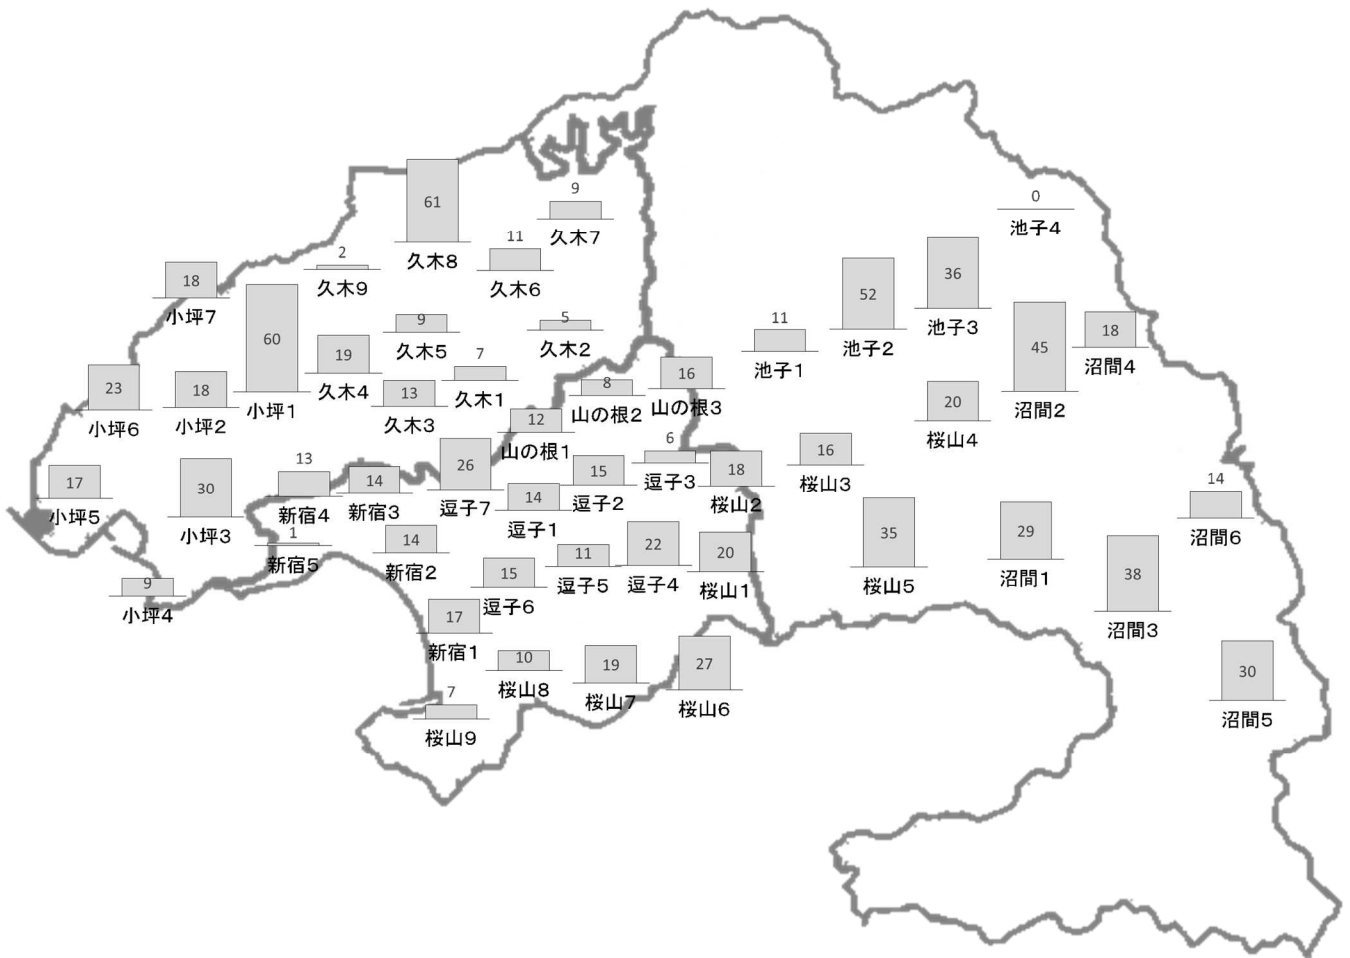 0
池子4
9
久木7
61
久木8
11
久木6
2
久木9
36
池子3
52
池子2
18
小坪7
60
小坪1
9
久木5
5
久木2
11
池子1
45
沼間2
18
沼間4
19
久木4
7
久木1
13
久木3
8
山の根2
16
山の根3
23
小坪6
18
小坪2
20
桜山4
12
山の根1
26
逗子7
6
逗子3
18
桜山2
16
桜山3
17
小坪5
30
小坪3
13
新宿4
14
新宿3
14
逗子1
15
逗子2
14
沼間6
1
新宿5
14
新宿2
11
逗子5
22
逗子4
20
桜山1
35
桜山5
29
沼間1
9
小坪4
15
逗子6
38
沼間3
17
新宿1
10
桜山8
19
桜山7
27
桜山6
30
沼間5
7
桜山9